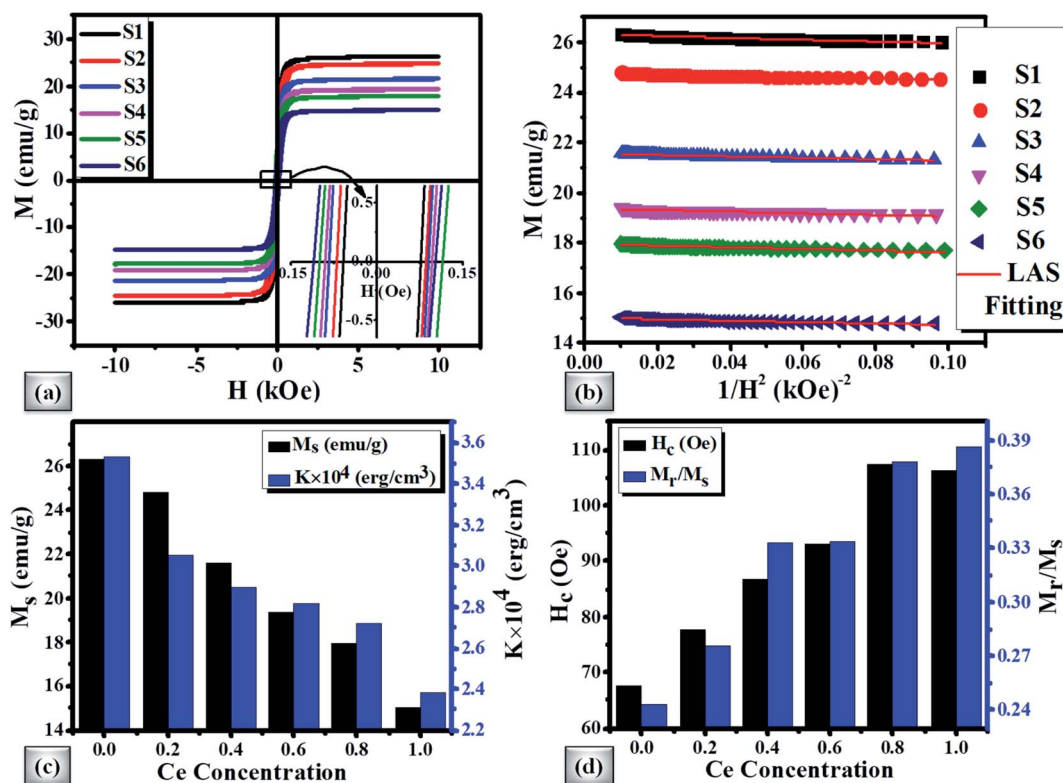 30
20
10
0
-10
-20
-30
M (emu/g)
S1
S2
S3
S4
S5
S6
0.5
0.0
-0.5
0.15
0.00
0.15
H (Oe)
-10
-5
0
5
10
H (kOe)
(a)
26
24
22
20
18
16
14
M (emu/g)
S1
S2
S3
S4
S5
S6
LAS
Fitting
0.00
0.02
0.04
0.06
0.08
0.10
1/H² (kOe)⁻²
(b)
26
24
22
20
18
16
14
Mₛ (emu/g)
Mₛ (emu/g)
K×10⁴ (erg/cm³)
3.6
3.4
3.2
3.0
2.8
2.6
2.4
2.2
K×10⁴ (erg/cm³)
0.0
0.2
0.4
0.6
0.8
1.0
Ce Concentration
(c)
110
100
90
80
70
60
H_c (Oe)
H_c (Oe)
Mᵣ/Mₛ
0.39
0.36
0.33
0.30
0.27
0.24
Mᵣ/Mₛ
0.0
0.2
0.4
0.6
0.8
1.0
Ce Concentration
(d)